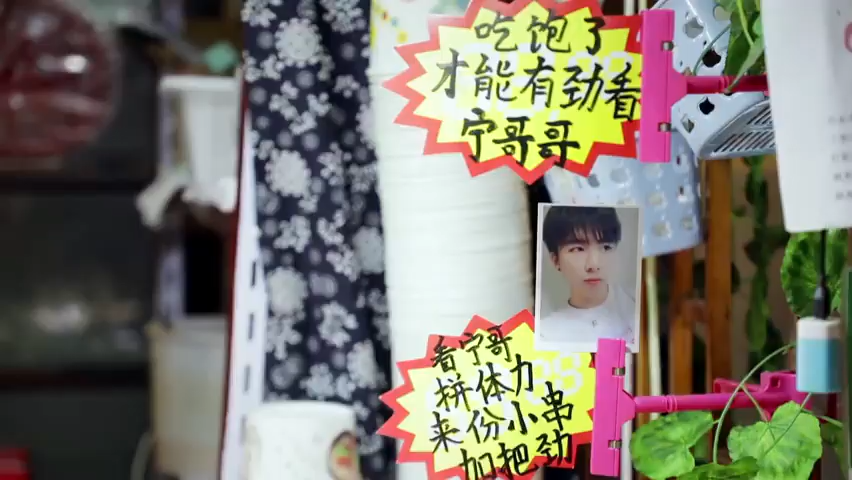 吃饱了
才能有劲看
宁哥哥
看宁哥
拼体力
来份小串
加把劲